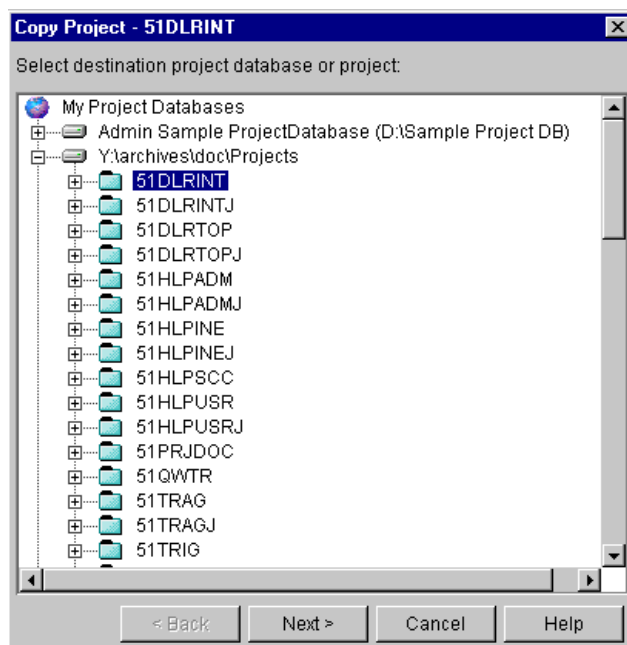 Copy Project - 51DLRINT
Select destination project database or project:
My Project Databases
Admin Sample ProjectDatabase (D:\Sample Project DB)
Y:\archives\doc\Projects
51DLRINT
51DLRINTJ
51DLRTOP
51DLRTOPJ
51HLPADM
51HLPADMJ
51HLPINE
51HLPINEJ
51HLPSCC
51HLPUSR
51HLPUSRJ
51PRJDOC
51QWTR
51TRAG
51TRAGJ
51TRIG
< Back Next > Cancel Help